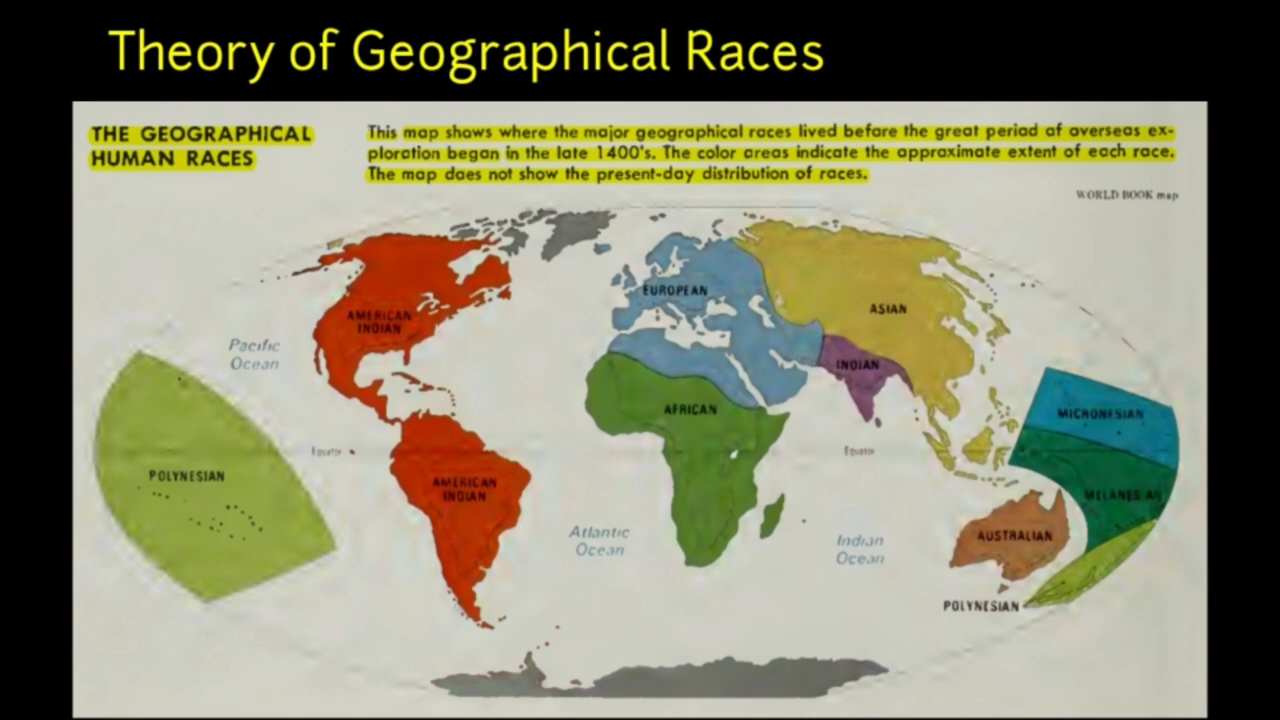 Theory of Geographical Races
THE GEOGRAPHICAL
HUMAN RACES
This map shows where the major geographical races lived before the great period of overseas ex-
ploration began in the late 1400's. The color areas indicate the approximate extent of each race.
The map does not show the present-day distribution of races.
WORLD BOOK map
EUROPEAN
ASIAN
AMERICAN
INDIAN
Pacific
Ocean
INDIAN
AFRICAN
MICRONESIAN
Equator
Equator
POLYNESIAN
AMERICAN
INDIAN
MELANESIAN
Atlantic
Ocean
Indian
Ocean
AUSTRALIAN
POLYNESIAN